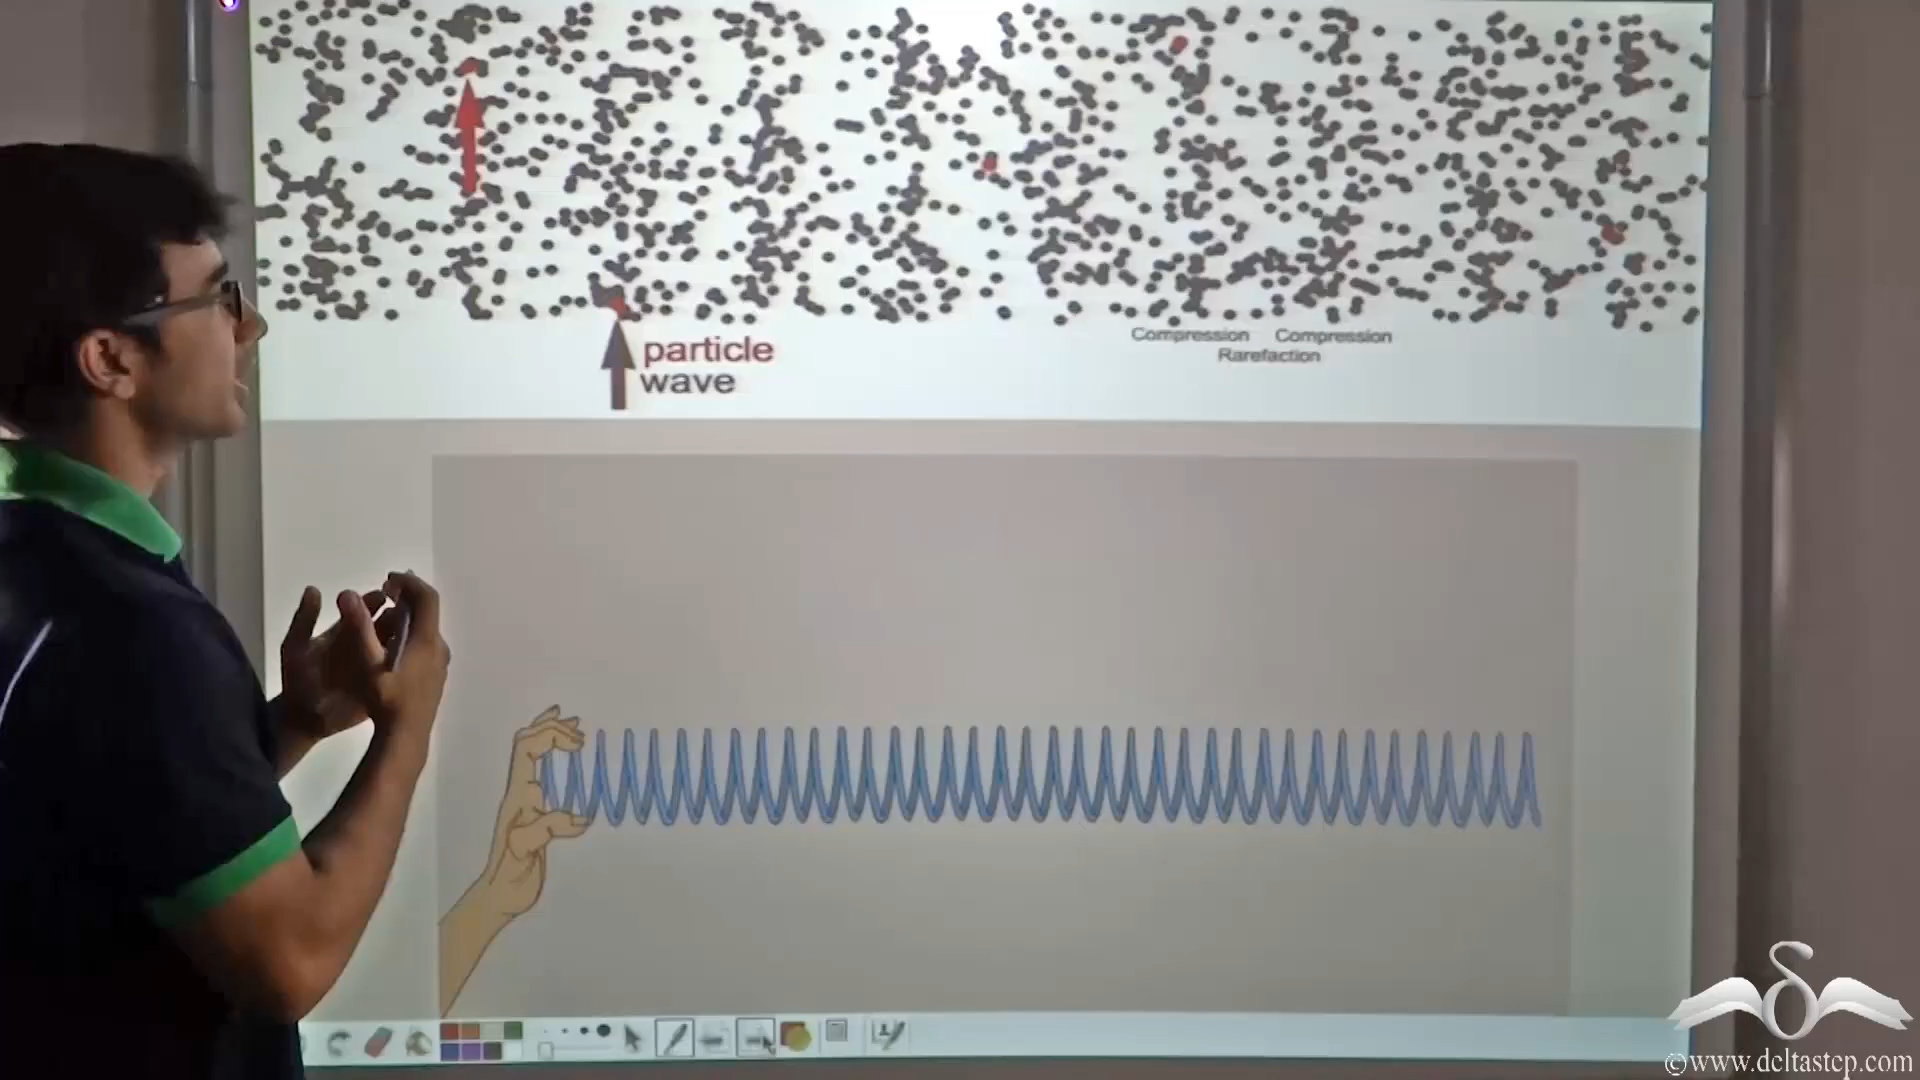 particle
wave
Compression Compression
Rarefaction
©www.deltastep.com